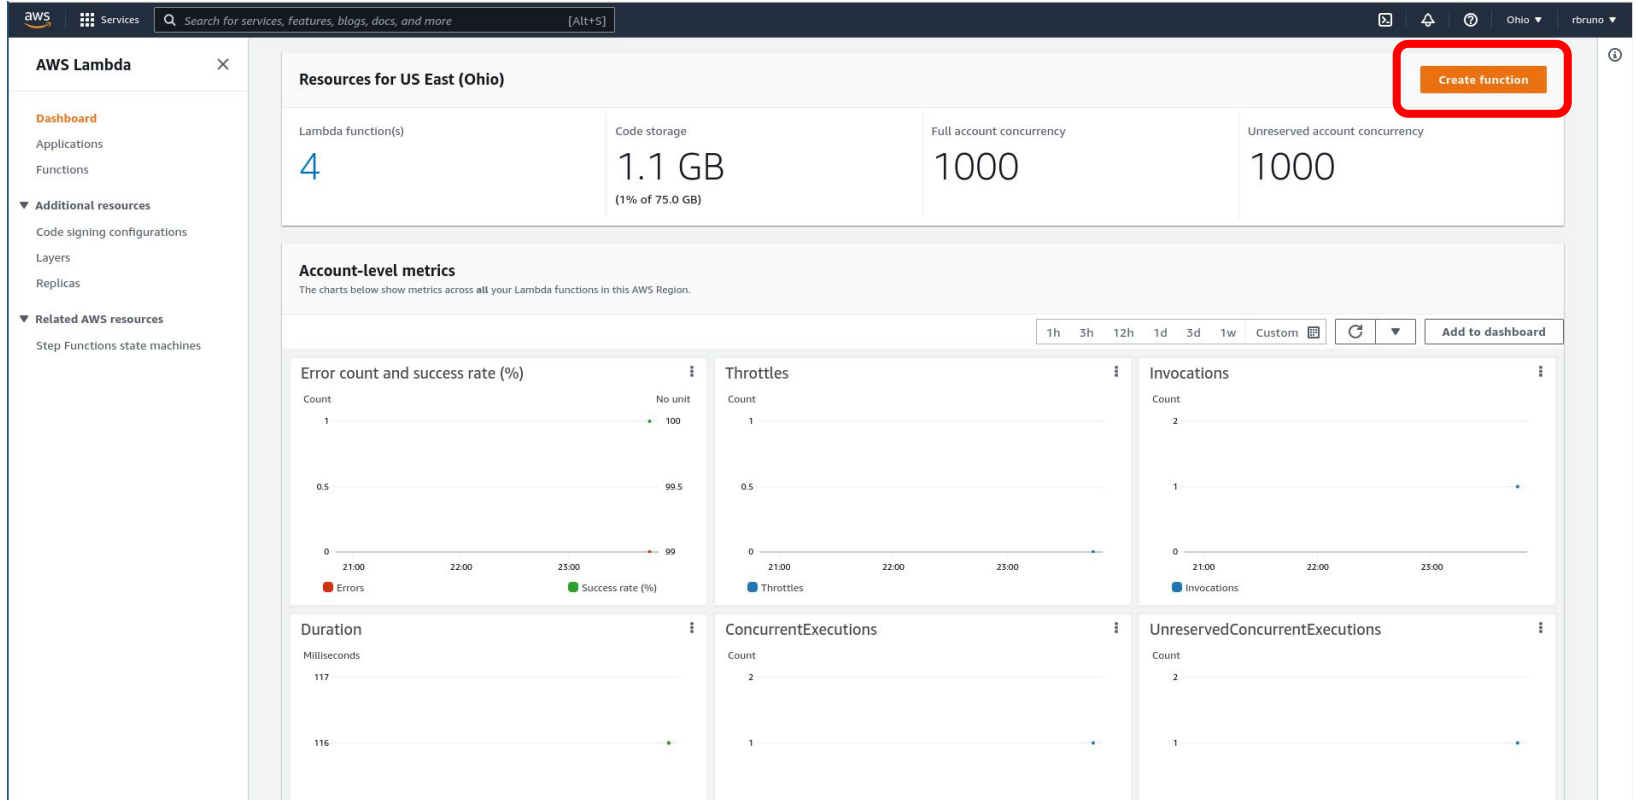 aws Services Search for services, features, blogs, docs, and more [Alt+S] Ohio ▼ rbruno ▼
AWS Lambda
Dashboard
Applications
Functions
▼ Additional resources
Code signing configurations
Layers
Replicas
▼ Related AWS resources
Step Functions state machines
Resources for US East (Ohio)
Create function
Lambda function(s)
4
Code storage
1.1 GB
(1% of 75.0 GB)
Full account concurrency
1000
Unreserved account concurrency
1000
Account-level metrics
The charts below show metrics across all your Lambda functions in this AWS Region.
1h 3h 12h 1d 3d 1w Custom Add to dashboard
Error count and success rate (%)
Count No unit
1 100
0.5 99.5
0 99
21:00 22:00 23:00
Errors Success rate (%)
Throttles
Count
1
0.5
0
21:00 22:00 23:00
Throttles
Invocations
Count
2
1
0
21:00 22:00 23:00
Invocations
Duration
Milliseconds
117
116
ConcurrentExecutions
Count
2
1
UnreservedConcurrentExecutions
Count
2
1